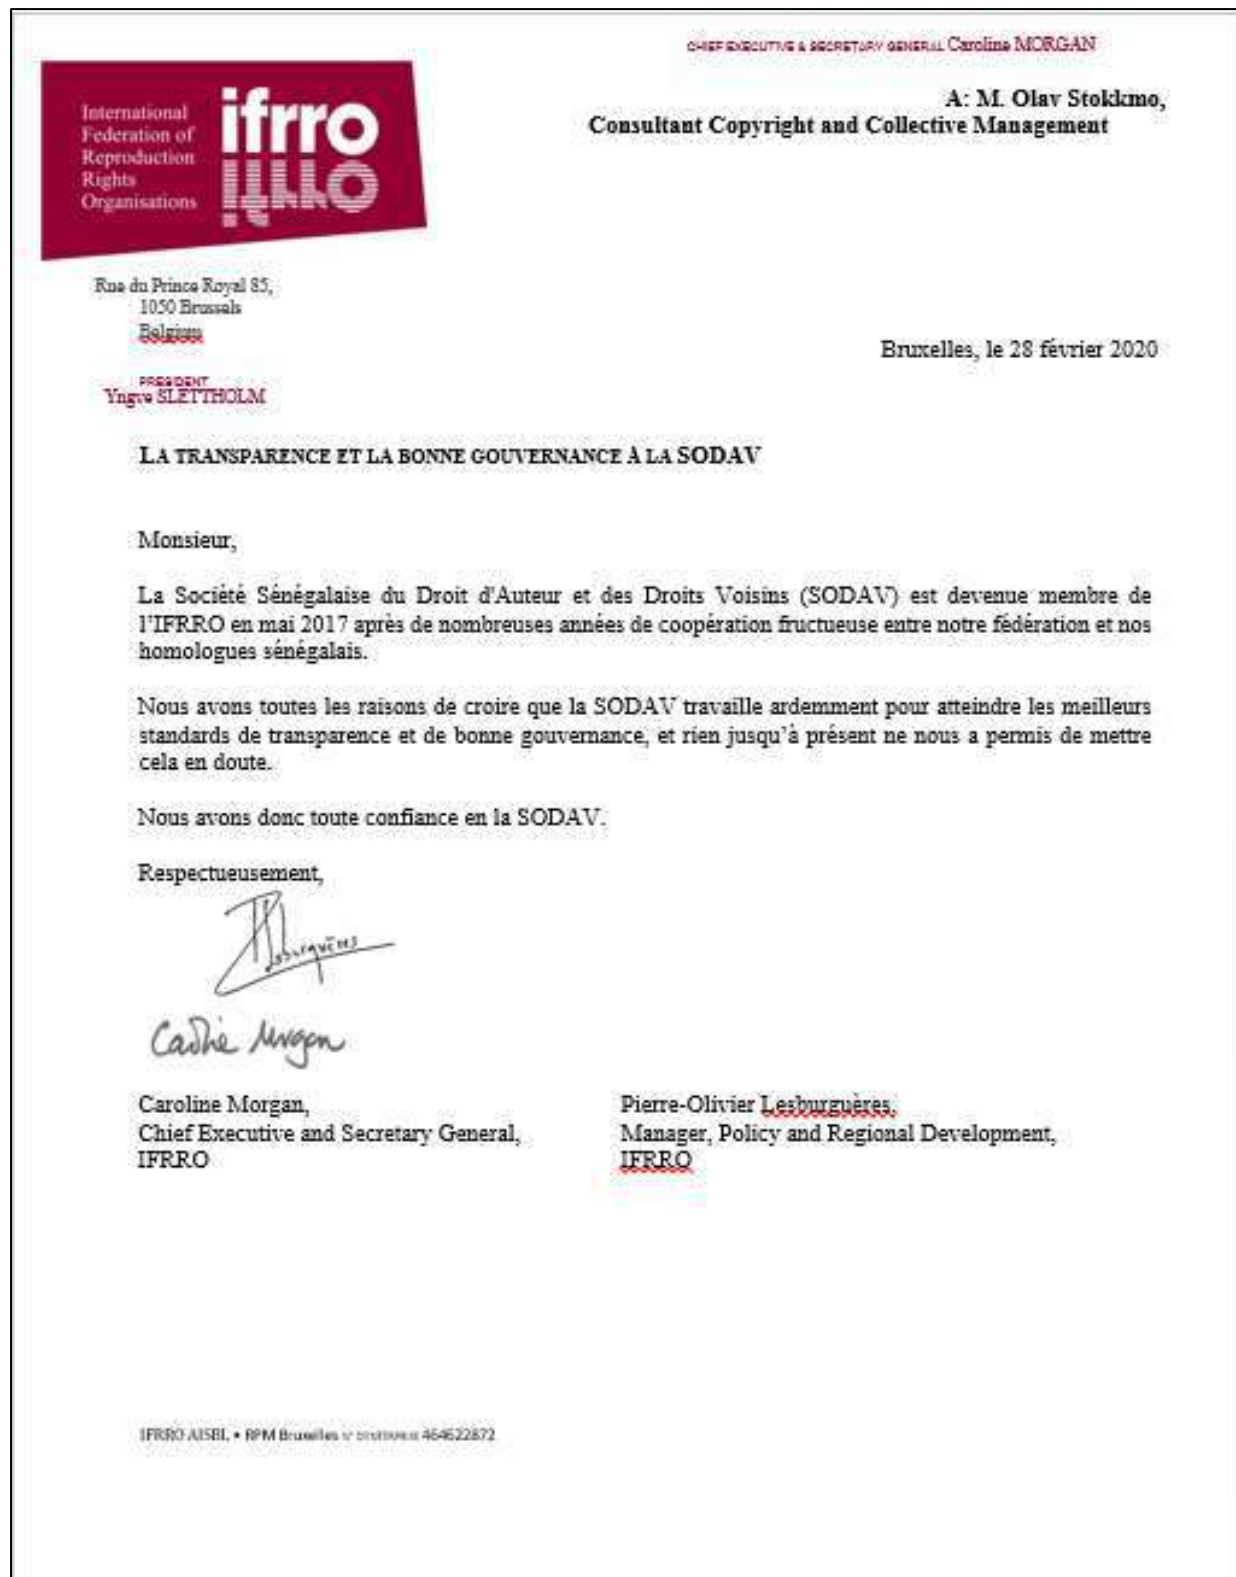 CHIEF EXECUTIVE & SECRETARY GENERAL Caroline MORGAN
International
Federation of
Reproduction
Rights
Organisations
ifrro
A: M. Olav Stokkmo,
Consultant Copyright and Collective Management
Rue du Prince Royal 85,
1050 Brussels
Belgium
Bruxelles, le 28 février 2020
PRESIDENT
Yngve SLETTHOLM
LA TRANSPARENCE ET LA BONNE GOUVERNANCE À LA SODAV
Monsieur,
La Société Sénégalaise du Droit d'Auteur et des Droits Voisins (SODAV) est devenue membre de
l'IFRRO en mai 2017 après de nombreuses années de coopération fructueuse entre notre fédération et nos
homologues sénégalais.
Nous avons toutes les raisons de croire que la SODAV travaille ardemment pour atteindre les meilleurs
standards de transparence et de bonne gouvernance, et rien jusqu'à présent ne nous a permis de mettre
cela en doute.
Nous avons donc toute confiance en la SODAV.
Respectueusement,
Caroline Morgan,
Chief Executive and Secretary General,
IFRRO
Pierre-Olivier Lesburguères,
Manager, Policy and Regional Development,
IFRRO
IFRRO AISBL • RPM Bruxelles 464622872